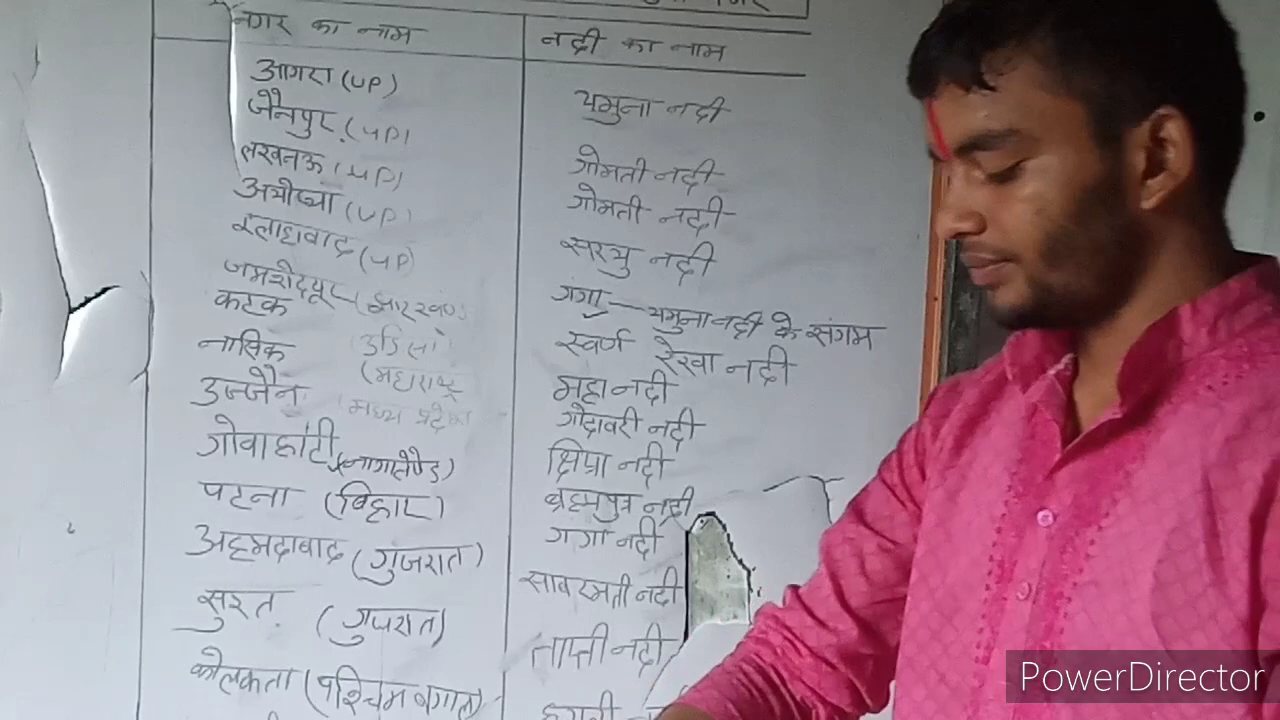 नगर का नाम
नदी का नाम
आगरा (UP)
यमुना नदी
जौनपुर (UP)
गोमती नदी
लखनऊ (UP)
गोमती नदी
अयोध्या (UP)
सरयु नदी
इलाहावाद (UP)
गंगा - यमुना नदी के संगम
जमशेदपूर (झारखण्ड
स्वर्ण रेखा नदी
कटक (उडिसा)
महा नदी
नासिक (महाराष्ट्र
गोदावरी नदी
उज्जैन (मध्य प्रदेश
क्षिप्रा नदी
गोवाहाटी (नागालैण्ड)
ब्रह्मपुत्र नदी
पटना (बिहार)
गंगा नदी
अहमदावाद (गुजरात)
सावरमती नदी
सुरत (गुजरात)
ताप्ती नदी
कोलकता (पश्चिम बगाल)
PowerDirector